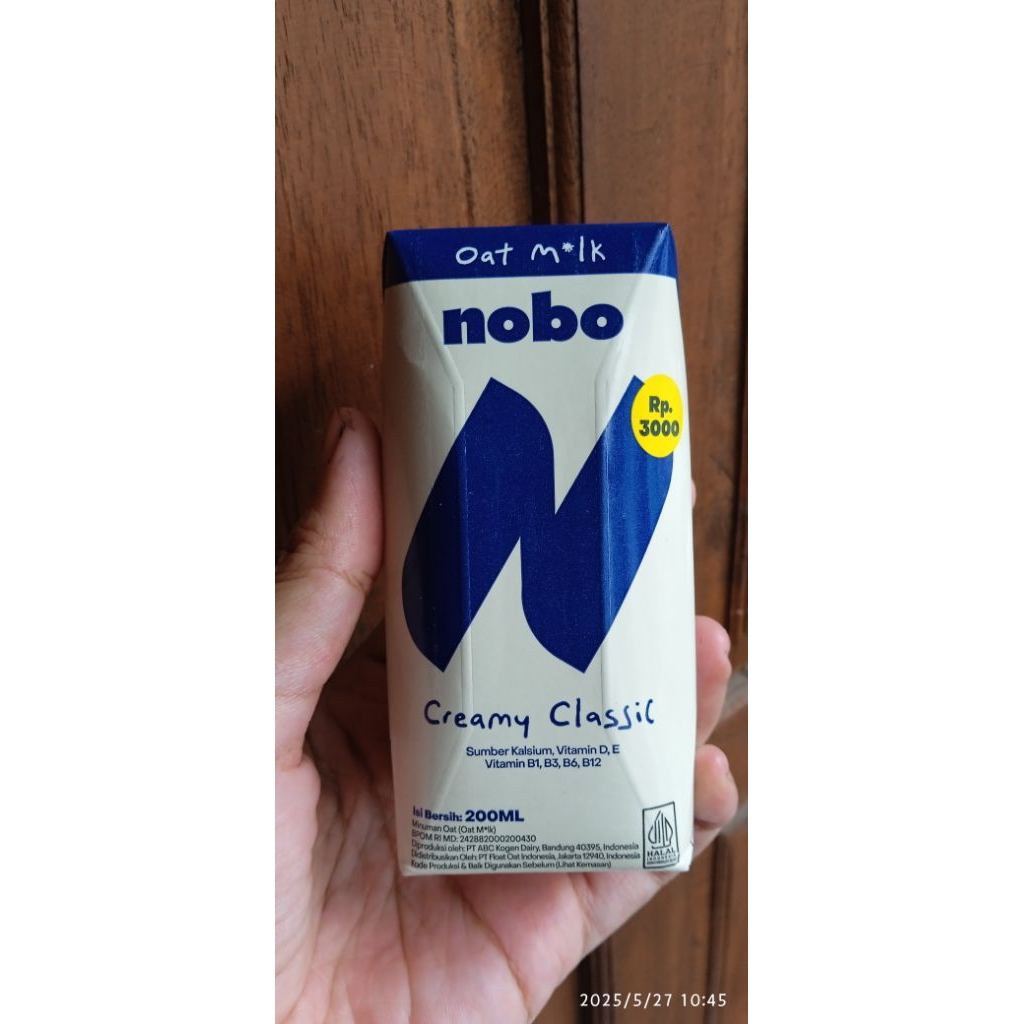 Oat M*lk
nobo
Rp.
3000
Creamy Classic
Sumber Kalsium, Vitamin D, E
Vitamin B1, B3, B6, B12
Isi Bersih: 200ML
Minuman Oat (Oat M*lk)
BPOM RI MD: 242882000200430
Diproduksi oleh: PT ABC Kogen Dairy, Bandung 40395, Indonesia
Didistribusikan Oleh: PT Float Oat Indonesia, Jakarta 12940, Indonesia
Kode Produksi & Baik Digunakan Sebelum (Lihat Kemasan)
HALAL
INDONESIA
2025/5/27 10:45